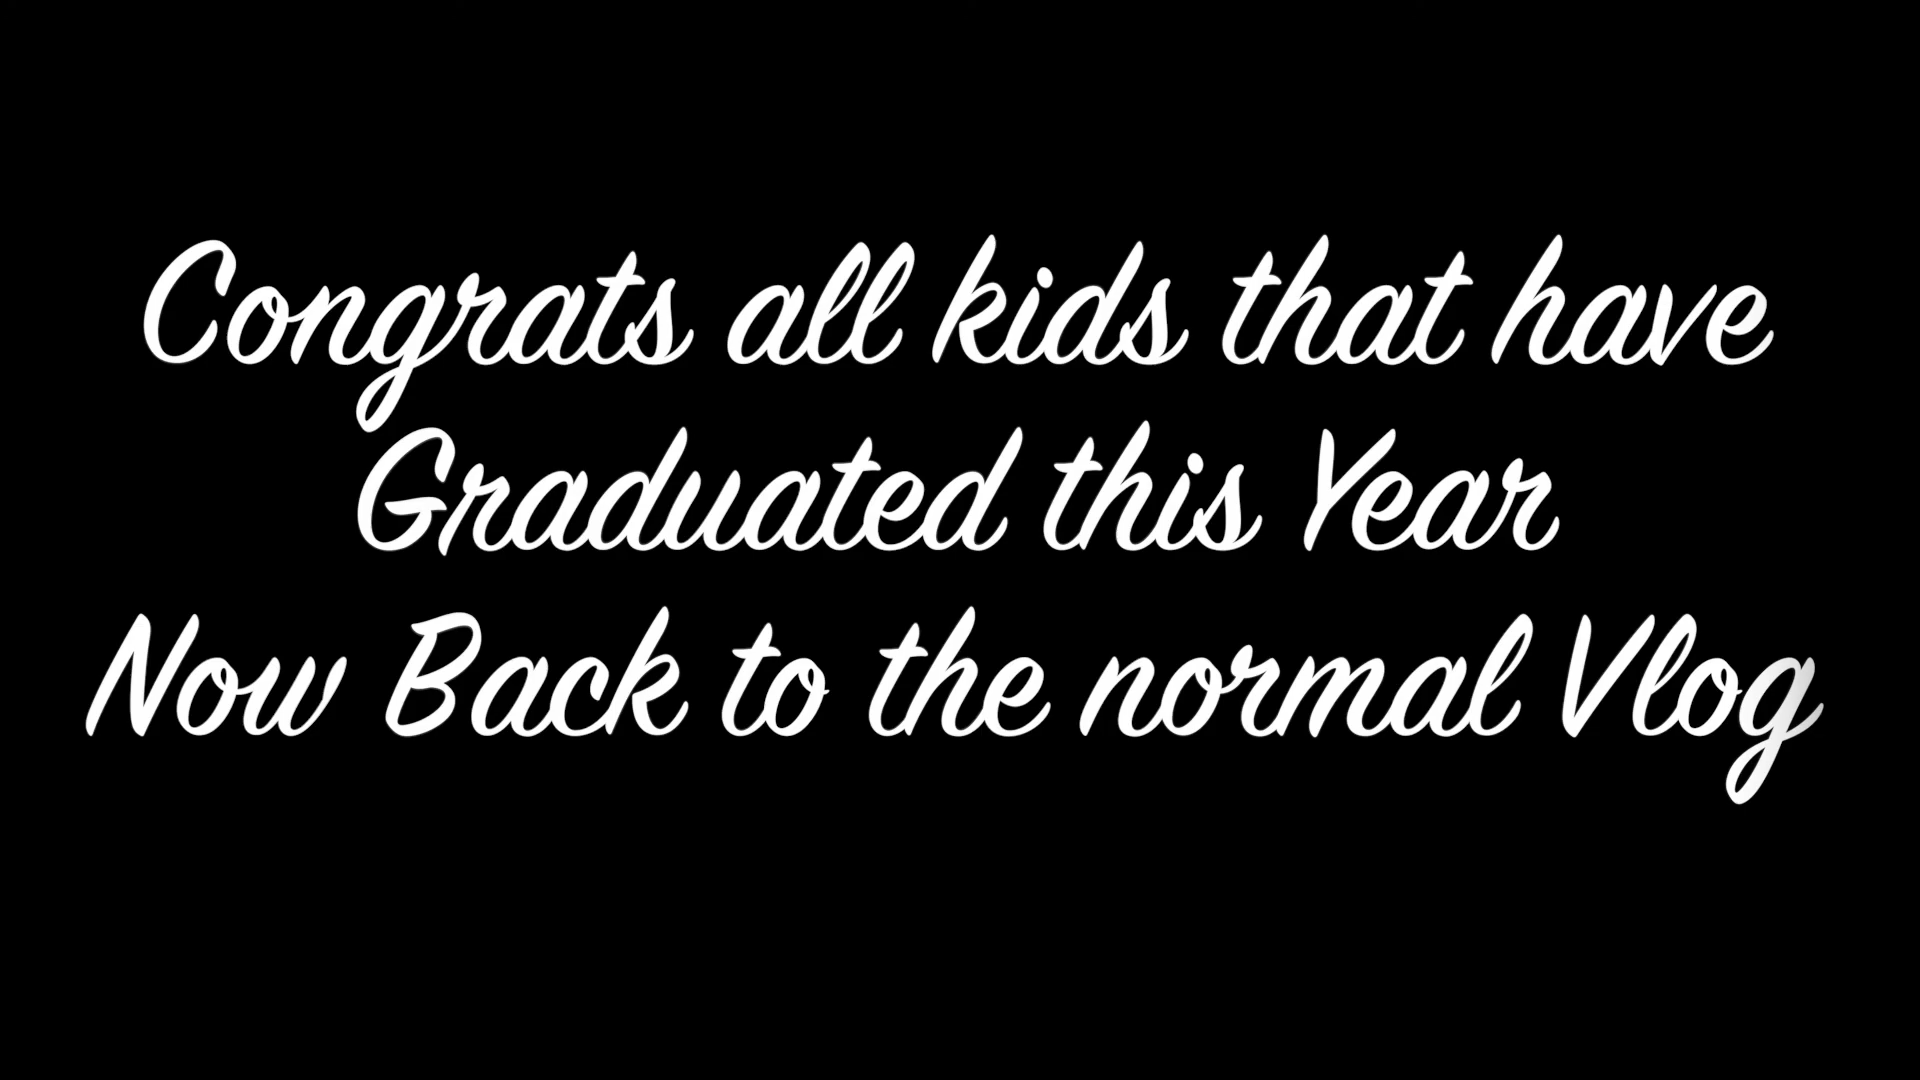 Congrats all kids that have
Graduated this Year
Now Back to the normal Vlog